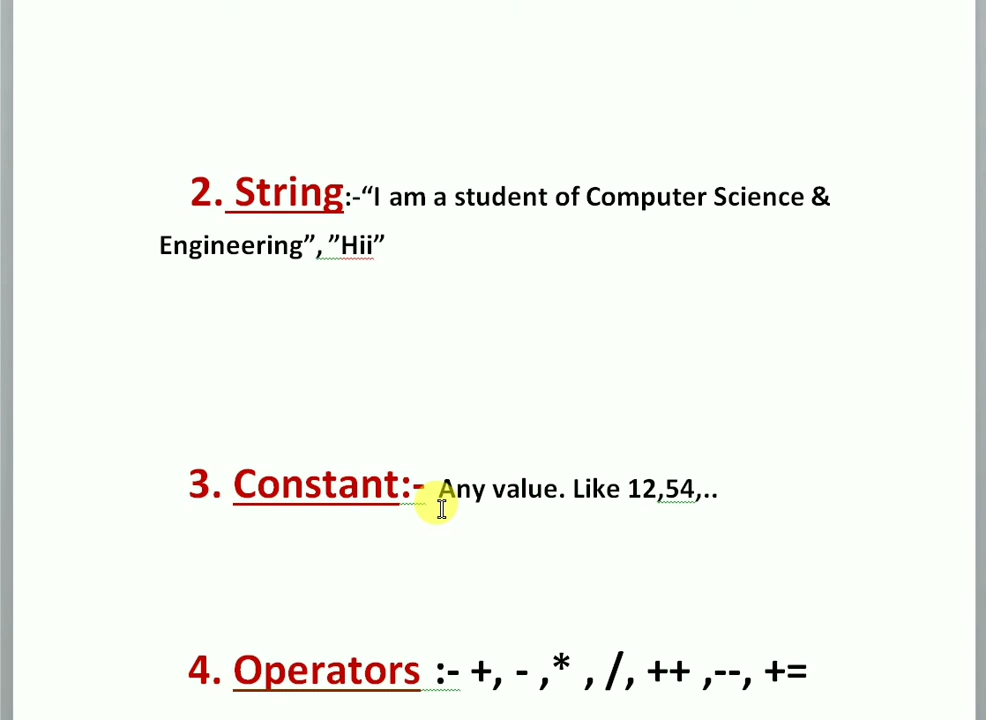 2. String:-“I am a student of Computer Science &
Engineering”, ”Hii”
3. Constant:- Any value. Like 12,54,..
4. Operators :- +, - ,* , /, ++ ,--, +=